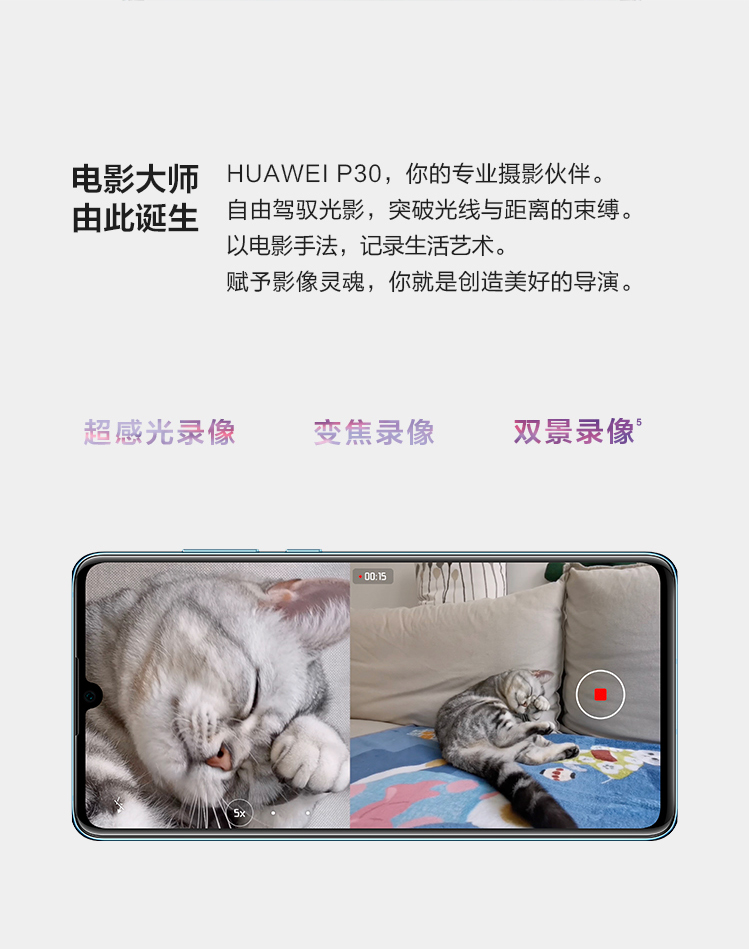 电影大师
由此诞生
HUAWEI P30，你的专业摄影伙伴。
自由驾驭光影，突破光线与距离的束缚。
以电影手法，记录生活艺术。
赋予影像灵魂，你就是创造美好的导演。
超感光录像 变焦录像 双景录像5
00:15
5x